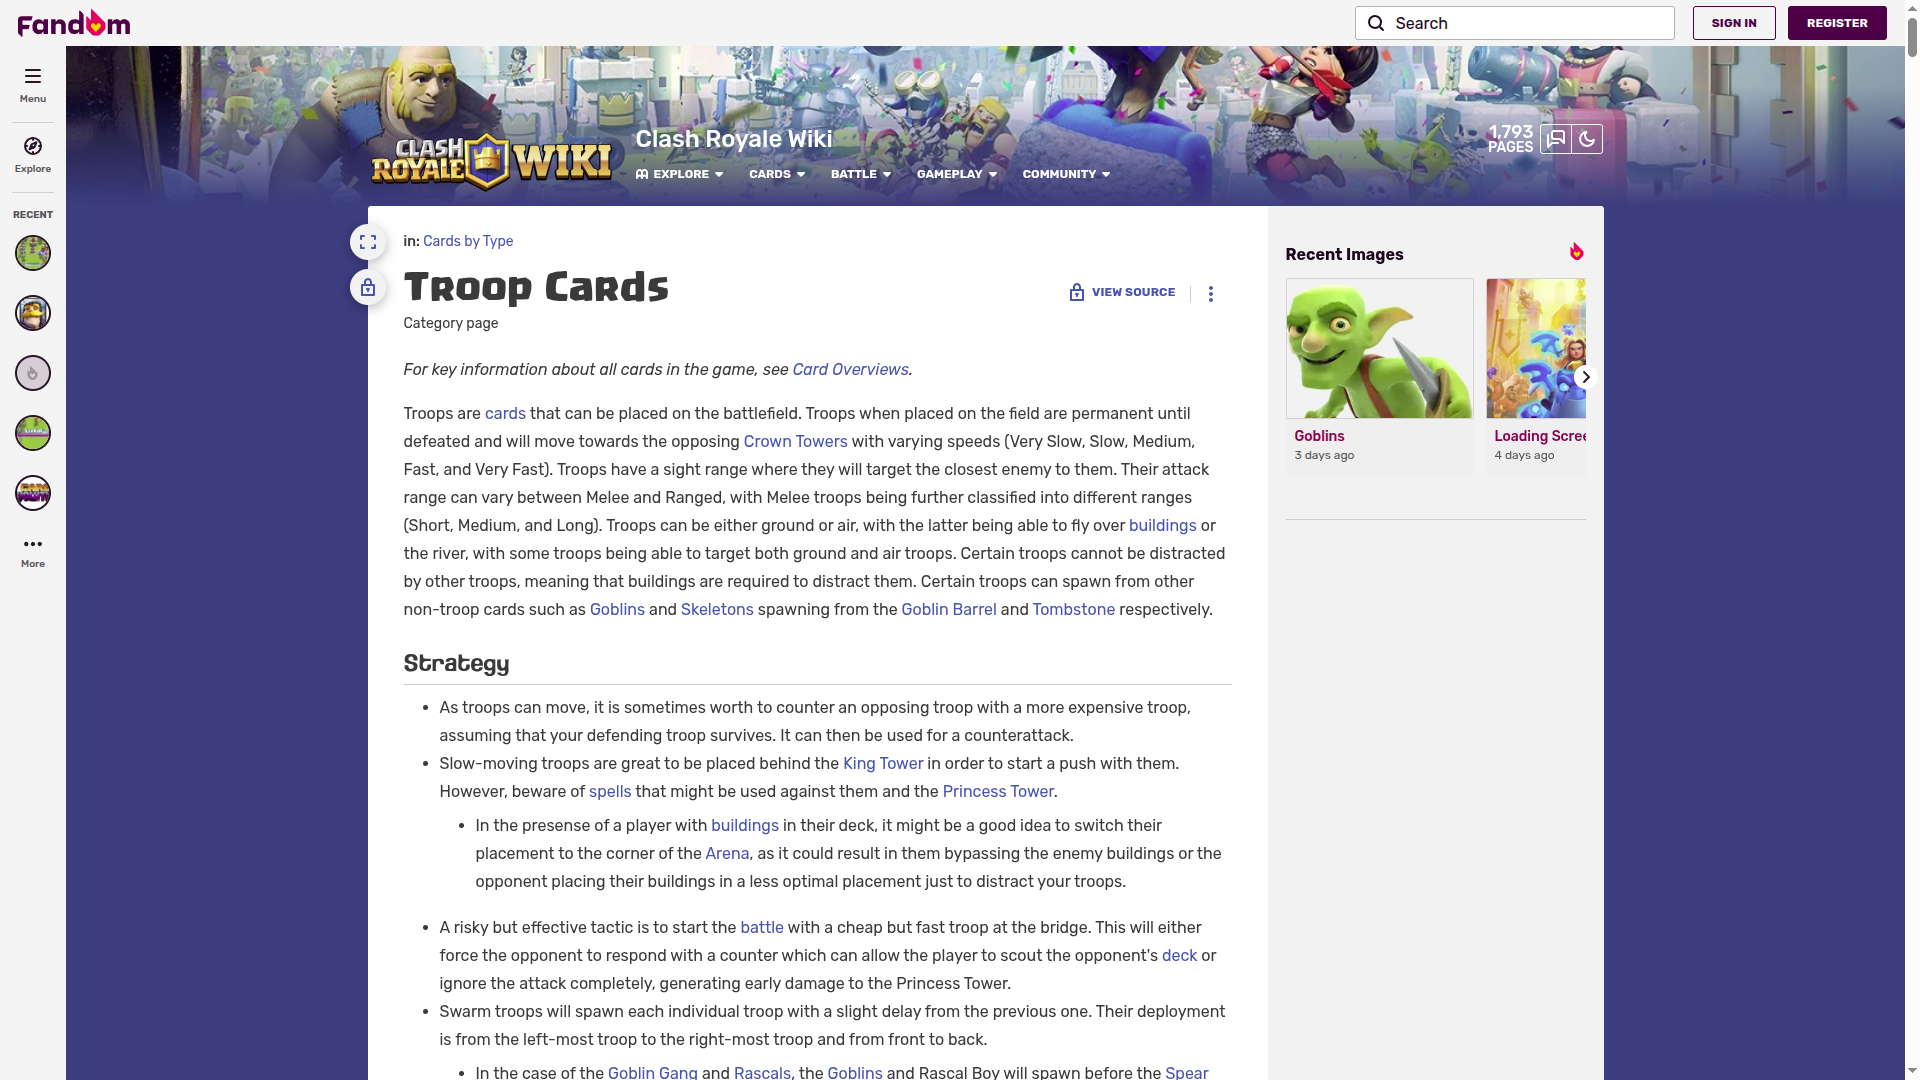 Fandom
Search
SIGN IN
REGISTER
Menu
Explore
RECENT
More
CLASH
ROYALE WIKI
Clash Royale Wiki
EXPLORE
CARDS
BATTLE
GAMEPLAY
COMMUNITY
1,793
PAGES
in: Cards by Type
Troop Cards
Category page
VIEW SOURCE
For key information about all cards in the game, see Card Overviews.
Troops are cards that can be placed on the battlefield. Troops when placed on the field are permanent until
defeated and will move towards the opposing Crown Towers with varying speeds (Very Slow, Slow, Medium,
Fast, and Very Fast). Troops have a sight range where they will target the closest enemy to them. Their attack
range can vary between Melee and Ranged, with Melee troops being further classified into different ranges
(Short, Medium, and Long). Troops can be either ground or air, with the latter being able to fly over buildings or
the river, with some troops being able to target both ground and air troops. Certain troops cannot be distracted
by other troops, meaning that buildings are required to distract them. Certain troops can spawn from other
non-troop cards such as Goblins and Skeletons spawning from the Goblin Barrel and Tombstone respectively.
Strategy
• As troops can move, it is sometimes worth to counter an opposing troop with a more expensive troop,
assuming that your defending troop survives. It can then be used for a counterattack.
• Slow-moving troops are great to be placed behind the King Tower in order to start a push with them.
However, beware of spells that might be used against them and the Princess Tower.
• In the presense of a player with buildings in their deck, it might be a good idea to switch their
placement to the corner of the Arena, as it could result in them bypassing the enemy buildings or the
opponent placing their buildings in a less optimal placement just to distract your troops.
• A risky but effective tactic is to start the battle with a cheap but fast troop at the bridge. This will either
force the opponent to respond with a counter which can allow the player to scout the opponent's deck or
ignore the attack completely, generating early damage to the Princess Tower.
• Swarm troops will spawn each individual troop with a slight delay from the previous one. Their deployment
is from the left-most troop to the right-most troop and from front to back.
• In the case of the Goblin Gang and Rascals, the Goblins and Rascal Boy will spawn before the Spear
Recent Images
Goblins
3 days ago
Loading Scree
4 days ago